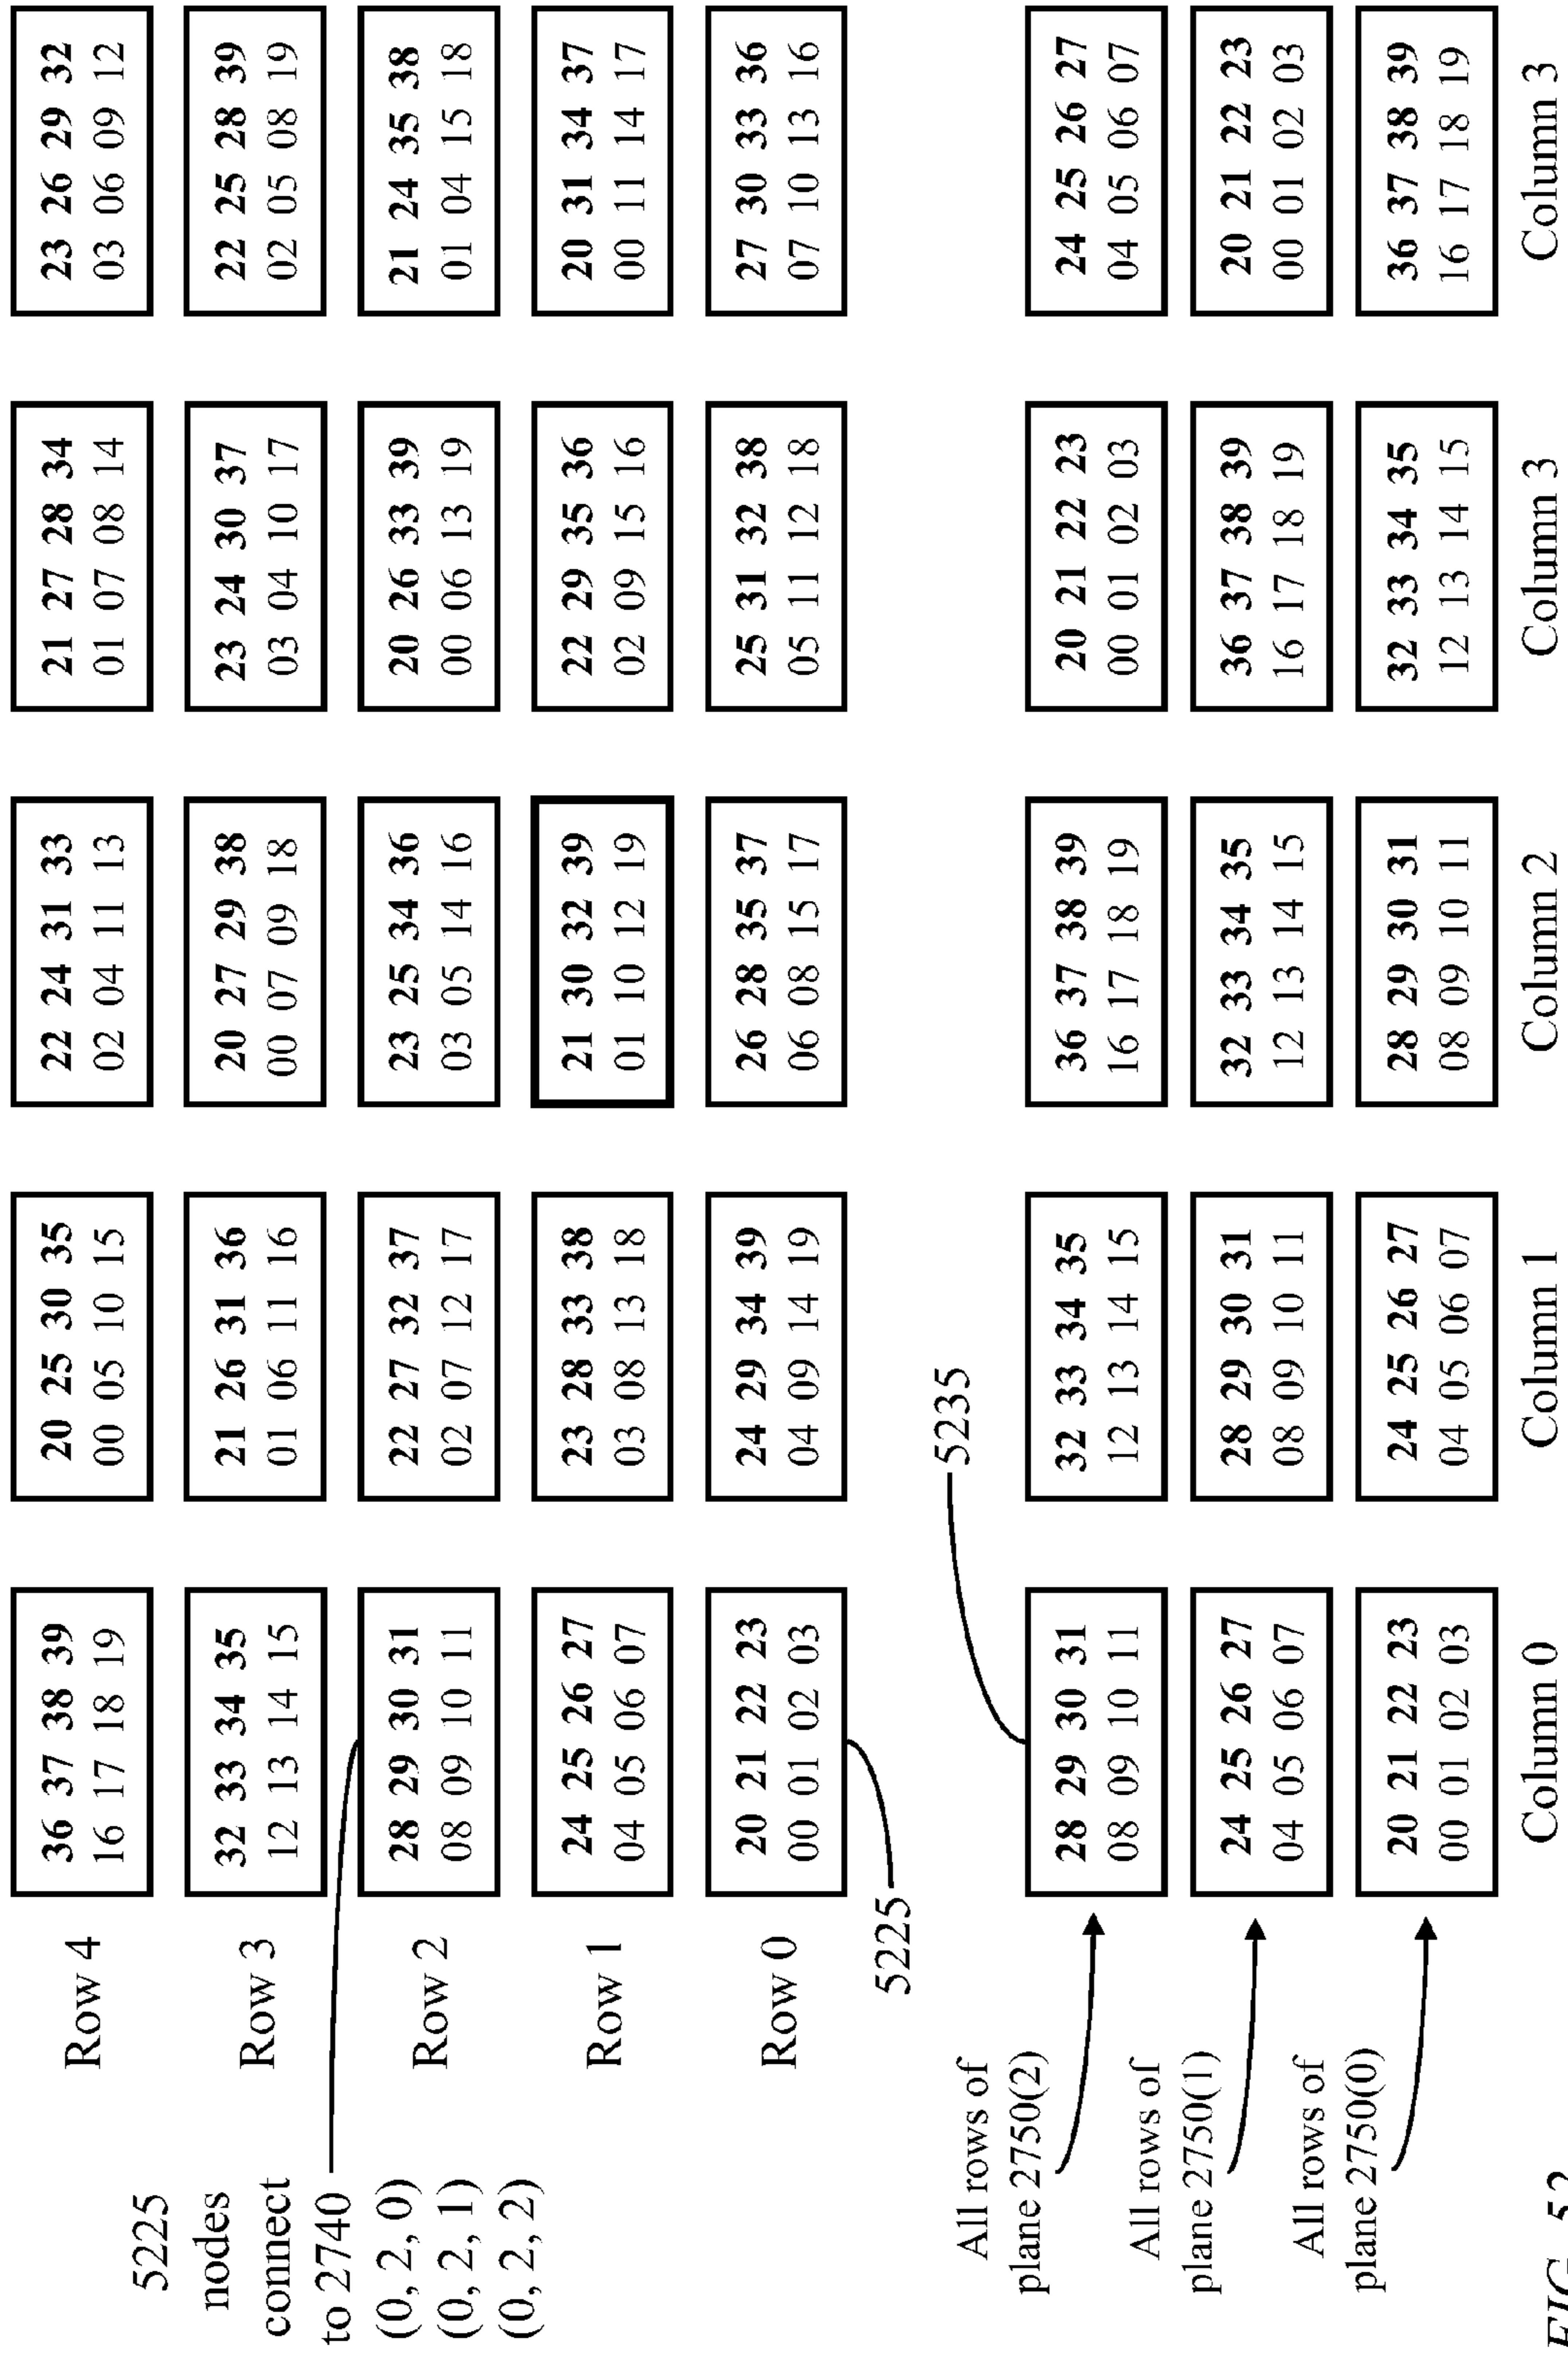 5225
nodes
connect
to 2740
(0, 2, 0)
(0, 2, 1)
(0, 2, 2)
Row 4
36 37 38 39
16 17 18 19
20 25 30 35
00 05 10 15
22 24 31 33
02 04 11 13
21 27 28 34
01 07 08 14
23 26 29 32
03 06 09 12
Row 3
32 33 34 35
12 13 14 15
21 26 31 36
01 06 11 16
20 27 29 38
00 07 09 18
23 24 30 37
03 04 10 17
22 25 28 39
02 05 08 19
Row 2
28 29 30 31
08 09 10 11
22 27 32 37
02 07 12 17
23 25 34 36
03 05 14 16
20 26 33 39
00 06 13 19
21 24 35 38
01 04 15 18
Row 1
24 25 26 27
04 05 06 07
23 28 33 38
03 08 13 18
21 30 32 39
01 10 12 19
22 29 35 36
02 09 15 16
20 31 34 37
00 11 14 17
Row 0
20 21 22 23
00 01 02 03
24 29 34 39
04 09 14 19
26 28 35 37
06 08 15 17
25 31 32 38
05 11 12 18
27 30 33 36
07 10 13 16
5225
5235
All rows of
plane 2750(2)
28 29 30 31
08 09 10 11
32 33 34 35
12 13 14 15
36 37 38 39
16 17 18 19
20 21 22 23
00 01 02 03
24 25 26 27
04 05 06 07
All rows of
plane 2750(1)
24 25 26 27
04 05 06 07
28 29 30 31
08 09 10 11
32 33 34 35
12 13 14 15
36 37 38 39
16 17 18 19
20 21 22 23
00 01 02 03
All rows of
plane 2750(0)
20 21 22 23
00 01 02 03
24 25 26 27
04 05 06 07
28 29 30 31
08 09 10 11
32 33 34 35
12 13 14 15
36 37 38 39
16 17 18 19
Column 0
Column 1
Column 2
Column 3
Column 3
FIG. 52